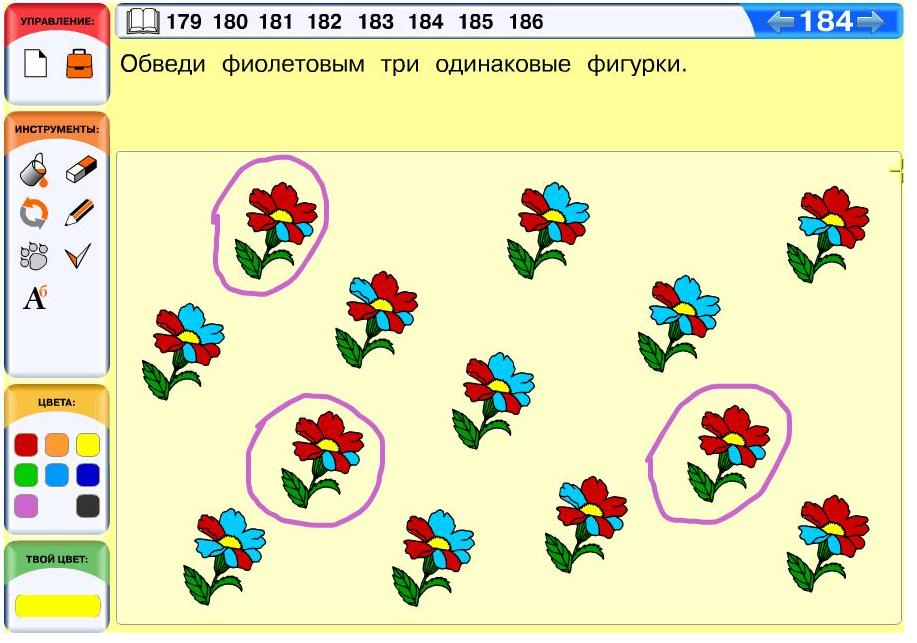 УПРАВЛЕНИЕ:
179 180 181 182 183 184 185 186
184
Обведи фиолетовым три одинаковые фигурки.
ИНСТРУМЕНТЫ:
Аб
ЦВЕТА:
ТВОЙ ЦВЕТ: